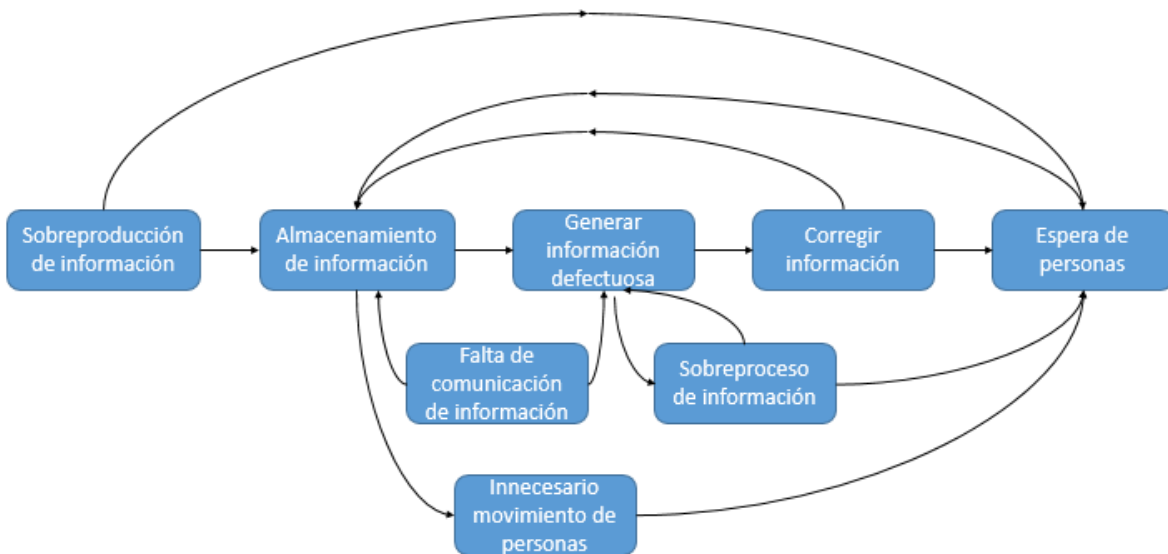 Sobreproducción
de información
Almacenamiento
de información
Generar
información
defectuosa
Corregir
información
Espera de
personas
Falta de
comunicación
de información
Sobreproceso
de información
Innecesario
movimiento de
personas